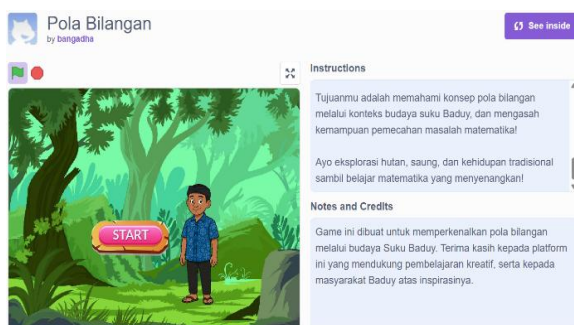 Pola Bilangan
by bangadha
See inside
Instructions
Tujuanmu adalah memahami konsep pola bilangan
melalui konteks budaya suku Baduy, dan mengasah
kemampuan pemecahan masalah matematika!
Ayo eksplorasi hutan, saung, dan kehidupan tradisional
sambil belajar matematika yang menyenangkan!
START
Notes and Credits
Game ini dibuat untuk memperkenalkan pola bilangan
melalui budaya Suku Baduy. Terima kasih kepada platform
ini yang mendukung pembelajaran kreatif, serta kepada
masyarakat Baduy atas inspirasinya.